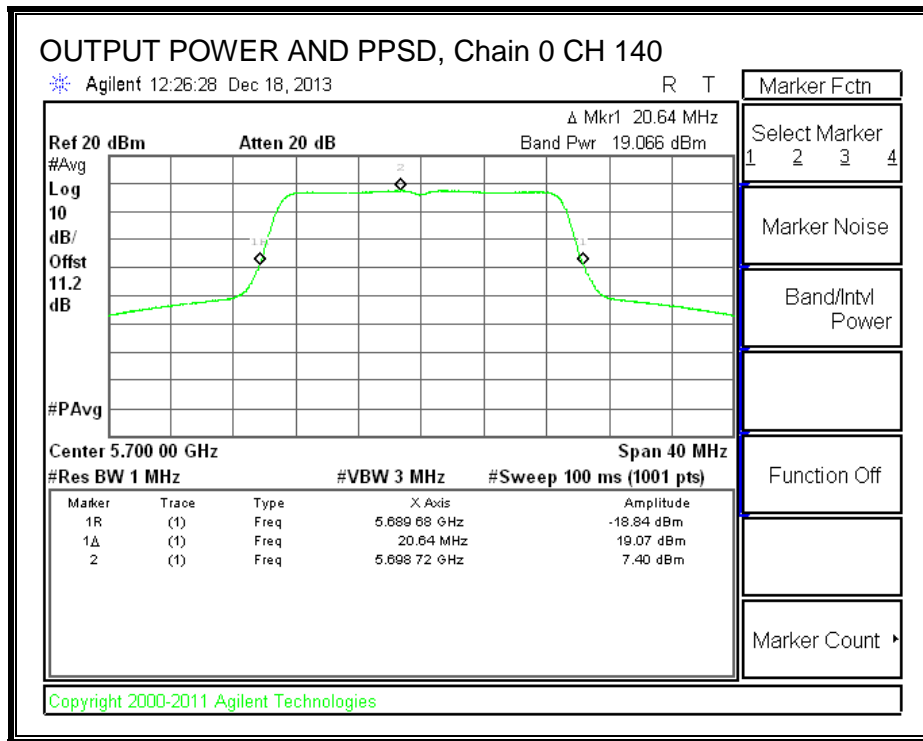 OUTPUT POWER AND PPSD, Chain 0 CH 140
Agilent 12:26:28 Dec 18, 2013 R T
Δ Mkr1 20.64 MHz
Ref 20 dBm Atten 20 dB Band Pwr 19.066 dBm
#Avg
Log
10
dB/
Offst
11.2
dB
2
1R
1
#PAvg
Center 5.700 00 GHz Span 40 MHz
#Res BW 1 MHz #VBW 3 MHz #Sweep 100 ms (1001 pts)
Marker Trace Type X Axis Amplitude
1R (1) Freq 5.689 68 GHz -18.84 dBm
1Δ (1) Freq 20.64 MHz 19.07 dBm
2 (1) Freq 5.698 72 GHz 7.40 dBm
Copyright 2000-2011 Agilent Technologies
Marker Fctn
Select Marker
1 2 3 4
Marker Noise
Band/Intvl
Power
Function Off
Marker Count